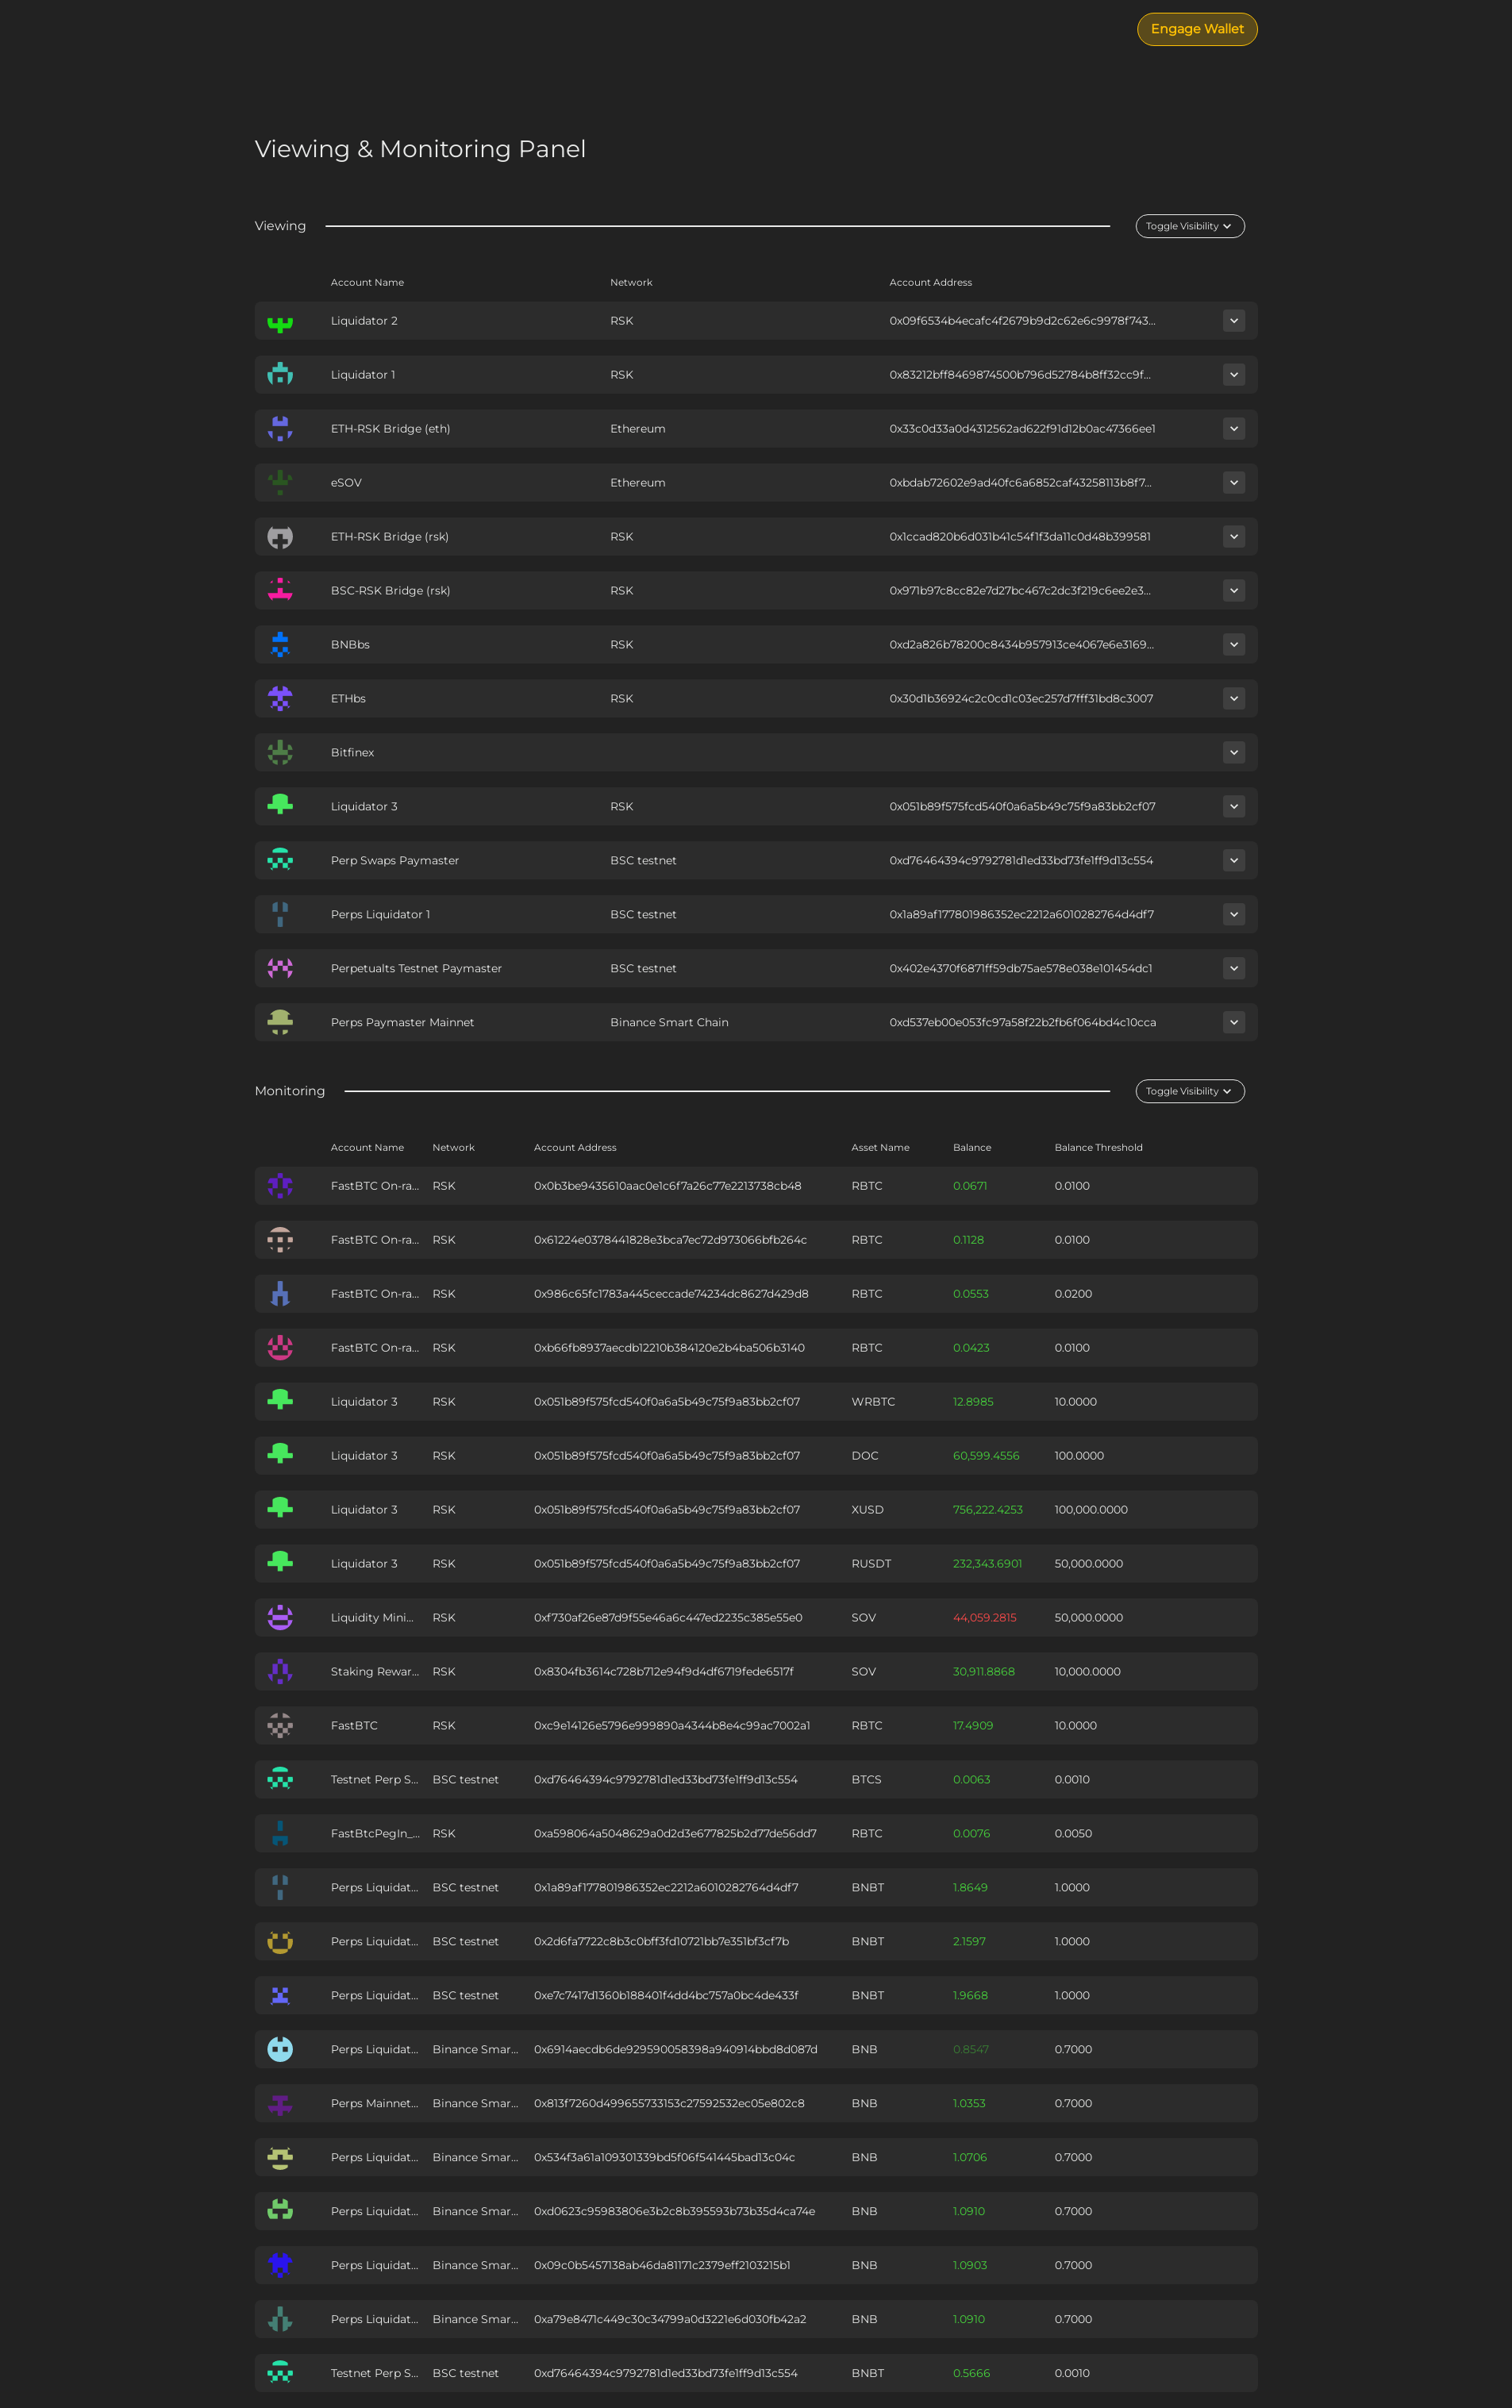 Engage Wallet
Viewing & Monitoring Panel
Viewing
Toggle Visibility
Account Name Network Account Address
Liquidator 2 RSK 0x09f6534b4ecafc4f2679b9d2c62e6c9978f743...
Liquidator 1 RSK 0x83212bff8469874500b796d52784b8ff32cc9f...
ETH-RSK Bridge (eth) Ethereum 0x33c0d33a0d4312562ad622f91d12b0ac47366ee1
eSOV Ethereum 0xbdab72602e9ad40fc6a6852caf43258113b8f7...
ETH-RSK Bridge (rsk) RSK 0x1ccad820b6d031b41c54f1f3da11c0d48b399581
BSC-RSK Bridge (rsk) RSK 0x971b97c8cc82e7d27bc467c2dc3f219c6ee2e3...
BNBbs RSK 0xd2a826b78200c8434b957913ce4067e6e3169...
ETHbs RSK 0x30d1b36924c2c0cd1c03ec257d7fff31bd8c3007
Bitfinex
Liquidator 3 RSK 0x051b89f575fcd540f0a6a5b49c75f9a83bb2cf07
Perp Swaps Paymaster BSC testnet 0xd76464394c9792781d1ed33bd73fe1ff9d13c554
Perps Liquidator 1 BSC testnet 0x1a89af177801986352ec2212a6010282764d4df7
Perpetualts Testnet Paymaster BSC testnet 0x402e4370f6871ff59db75ae578e038e101454dc1
Perps Paymaster Mainnet Binance Smart Chain 0xd537eb00e053fc97a58f22b2fb6f064bd4c10cca
Monitoring
Toggle Visibility
Account Name Network Account Address Asset Name Balance Balance Threshold
FastBTC On-ra... RSK 0x0b3be9435610aac0e1c6f7a26c77e2213738cb48 RBTC 0.0671 0.0100
FastBTC On-ra... RSK 0x61224e0378441828e3bca7ec72d973066bfb264c RBTC 0.1128 0.0100
FastBTC On-ra... RSK 0x986c65fc1783a445ceccade74234dc8627d429d8 RBTC 0.0553 0.0200
FastBTC On-ra... RSK 0xb66fb8937aecdb12210b384120e2b4ba506b3140 RBTC 0.0423 0.0100
Liquidator 3 RSK 0x051b89f575fcd540f0a6a5b49c75f9a83bb2cf07 WRBTC 12.8985 10.0000
Liquidator 3 RSK 0x051b89f575fcd540f0a6a5b49c75f9a83bb2cf07 DOC 60,599.4556 100.0000
Liquidator 3 RSK 0x051b89f575fcd540f0a6a5b49c75f9a83bb2cf07 XUSD 756,222.4253 100,000.0000
Liquidator 3 RSK 0x051b89f575fcd540f0a6a5b49c75f9a83bb2cf07 RUSDT 232,343.6901 50,000.0000
Liquidity Mini... RSK 0xf730af26e87d9f55e46a6c447ed2235c385e55e0 SOV 44,059.2815 50,000.0000
Staking Rewar... RSK 0x8304fb3614c728b712e94f9d4df6719fede6517f SOV 30,911.8868 10,000.0000
FastBTC RSK 0xc9e14126e5796e999890a4344b8e4c99ac7002a1 RBTC 17.4909 10.0000
Testnet Perp S... BSC testnet 0xd76464394c9792781d1ed33bd73fe1ff9d13c554 BTCS 0.0063 0.0010
FastBtcPegIn_... RSK 0xa598064a5048629a0d2d3e677825b2d77de56dd7 RBTC 0.0076 0.0050
Perps Liquidat... BSC testnet 0x1a89af177801986352ec2212a6010282764d4df7 BNBT 1.8649 1.0000
Perps Liquidat... BSC testnet 0x2d6fa7722c8b3c0bff3fd10721bb7e351bf3cf7b BNBT 2.1597 1.0000
Perps Liquidat... BSC testnet 0xe7c7417d1360b188401f4dd4bc757a0bc4de433f BNBT 1.9668 1.0000
Perps Liquidat... Binance Smar... 0x6914aecdb6de929590058398a940914bbd8d087d BNB 0.8547 0.7000
Perps Mainnet... Binance Smar... 0x813f7260d499655733153c27592532ec05e802c8 BNB 1.0353 0.7000
Perps Liquidat... Binance Smar... 0x534f3a61a109301339bd5f06f541445bad13c04c BNB 1.0706 0.7000
Perps Liquidat... Binance Smar... 0xd0623c95983806e3b2c8b395593b73b35d4ca74e BNB 1.0910 0.7000
Perps Liquidat... Binance Smar... 0x09c0b5457138ab46da81171c2379eff2103215b1 BNB 1.0903 0.7000
Perps Liquidat... Binance Smar... 0xa79e8471c449c30c34799a0d3221e6d030fb42a2 BNB 1.0910 0.7000
Testnet Perp S... BSC testnet 0xd76464394c9792781d1ed33bd73fe1ff9d13c554 BNBT 0.5666 0.0010